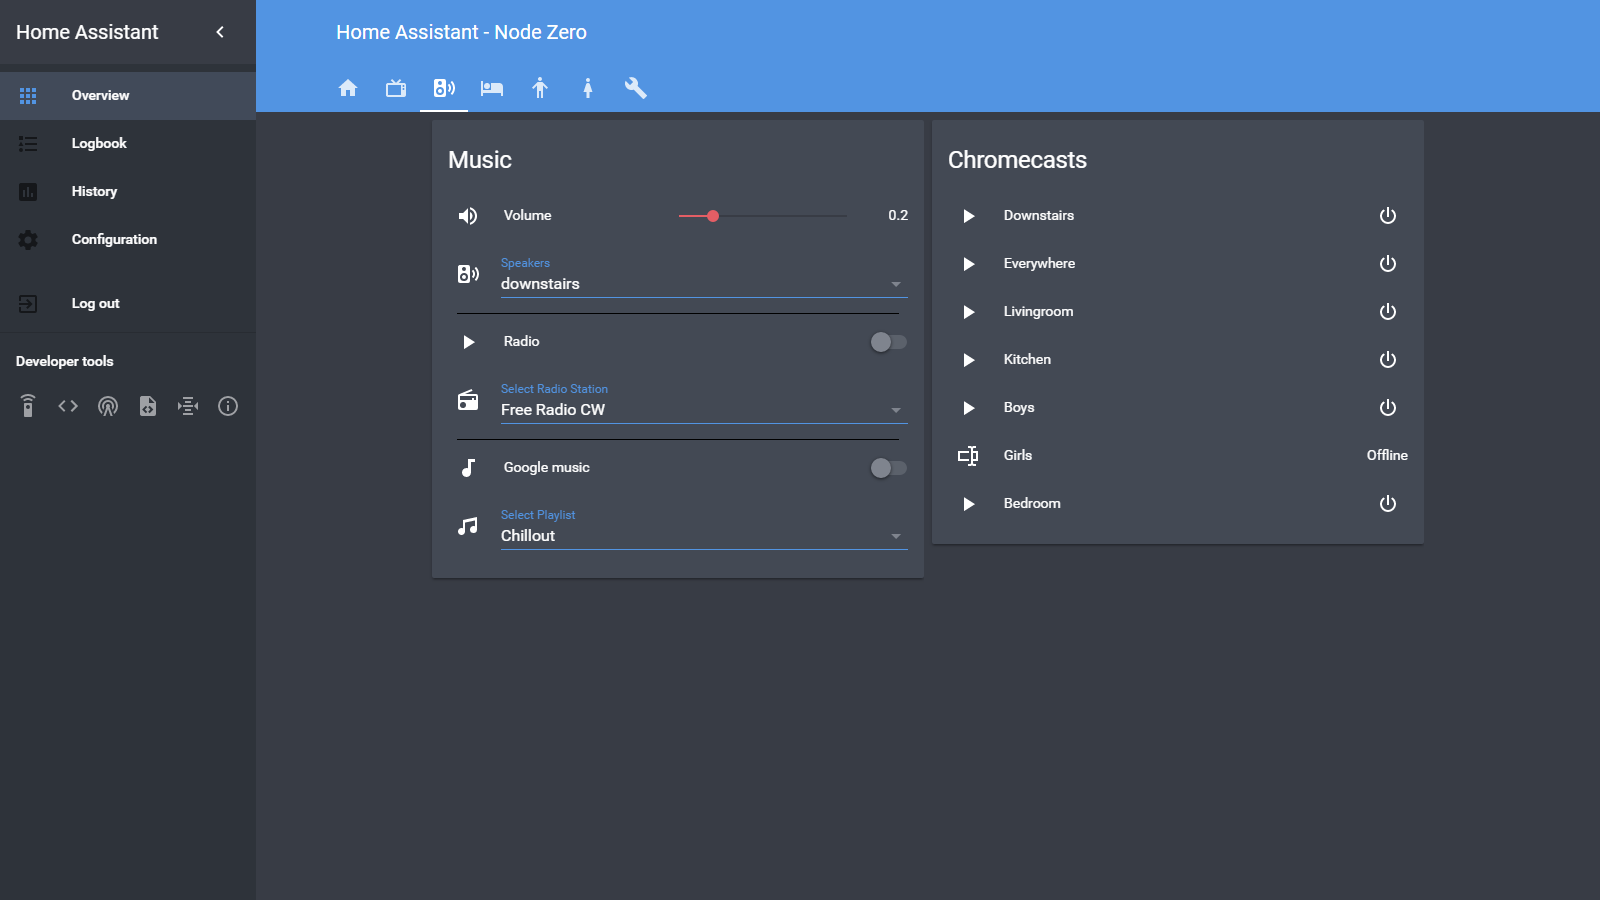 Home Assistant
Overview
Logbook
History
Configuration
Log out
Developer tools
Home Assistant - Node Zero
Music
Volume 0.2
Speakers
downstairs
Radio
Select Radio Station
Free Radio CW
Google music
Select Playlist
Chillout
Chromecasts
Downstairs
Everywhere
Livingroom
Kitchen
Boys
Girls Offline
Bedroom